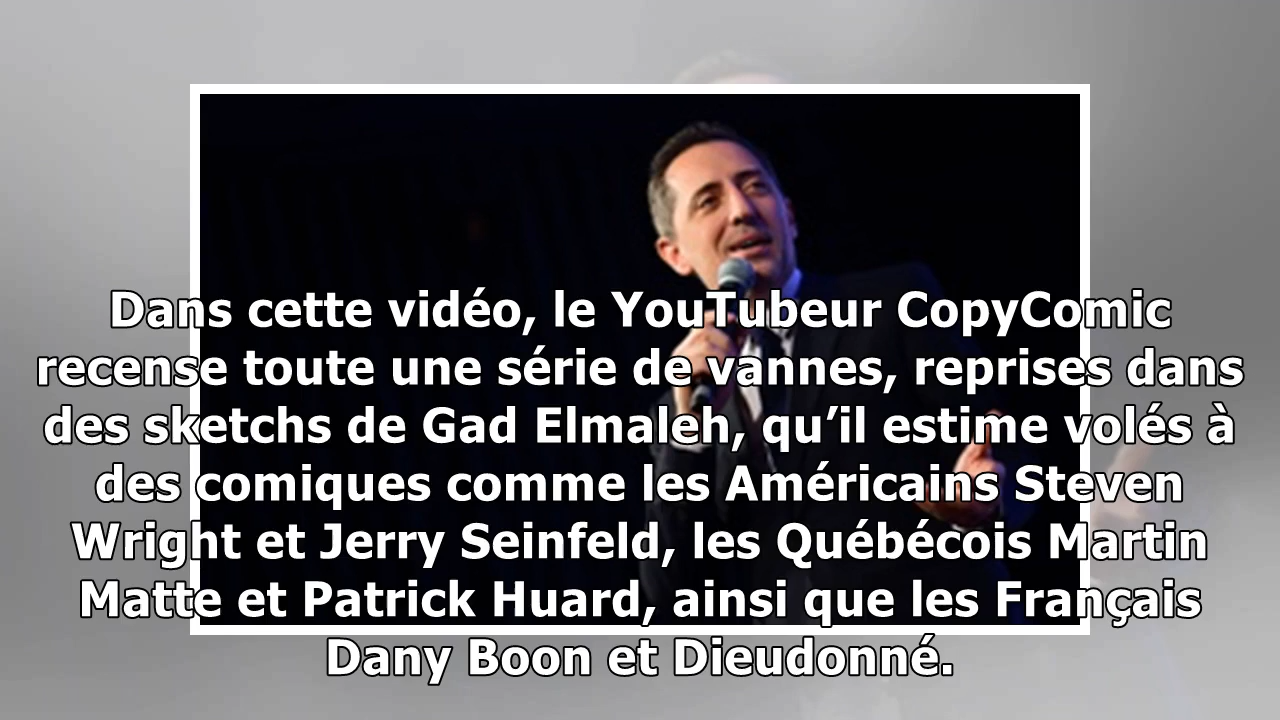 Dans cette vidéo, le YouTubeur CopyComic
recense toute une série de vannes, reprises dans
des sketchs de Gad Elmaleh, qu’il estime volés à
des comiques comme les Américains Steven
Wright et Jerry Seinfeld, les Québécois Martin
Matte et Patrick Huard, ainsi que les Français
Dany Boon et Dieudonné.